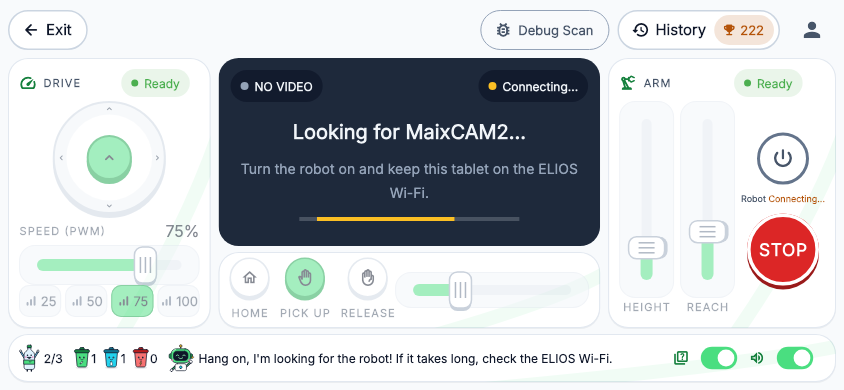 Exit
Debug Scan
History
222
DRIVE
Ready
SPEED (PWM)
75%
25
50
75
100
NO VIDEO
Connecting...
Looking for MaixCAM2...
Turn the robot on and keep this tablet on the ELIOS
Wi-Fi.
HOME
PICK UP
RELEASE
ARM
Ready
HEIGHT
REACH
Robot Connecting...
STOP
2/3
1
1
0
Hang on, I'm looking for the robot! If it takes long, check the ELIOS Wi-Fi.